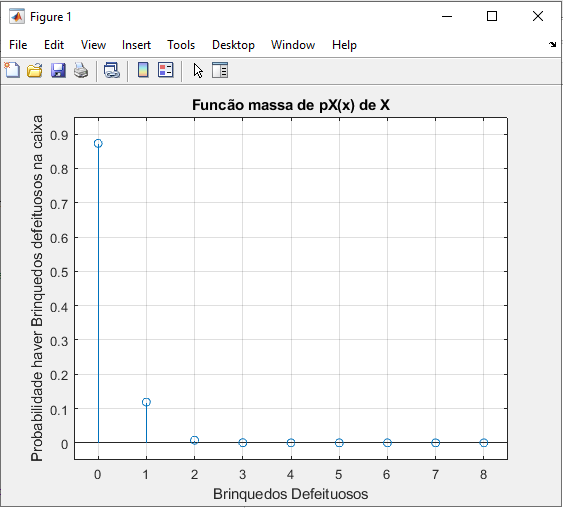 Figure 1
File Edit View Insert Tools Desktop Window Help
Funcão massa de pX(x) de X
Probabilidade haver Brinquedos defeituosos na caixa
0.9
0.8
0.7
0.6
0.5
0.4
0.3
0.2
0.1
0
0 1 2 3 4 5 6 7 8
Brinquedos Defeituosos